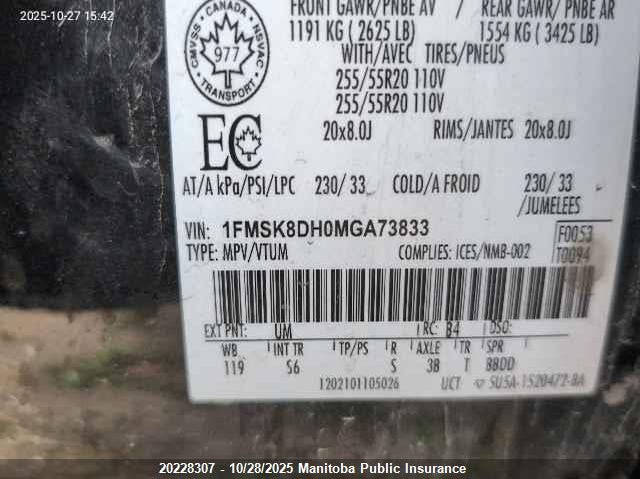 2025-10-27 15:42
FRONT GAWR/PNBE AV / REAR GAWR/PNBE AR
1191 KG ( 2625 LB) 1554 KG ( 3425 LB)
WITH/AVEC TIRES/PNEUS
255/55R20 110V
255/55R20 110V
20x8.0J RIMS/JANTES 20x8.0J
CANADA
CMVSS NSVAC
977
TRANSPORT
EC
AT/A kPa/PSI/LPC 230/ 33 COLD/A FROID 230/ 33
/JUMELEES
VIN: 1FMSK8DH0MGA73833
F0053
TYPE: MPV/VTUM COMPLIES: ICES/NMB-002
T0094
EXT PNT: UM RC: B4 DSO:
WB INT TR TP/PS R AXLE TR SPR
119 S6 S 3B T BBDD
1202101105026 UCT SU5A-1520472-BA
20228307 - 10/28/2025 Manitoba Public Insurance